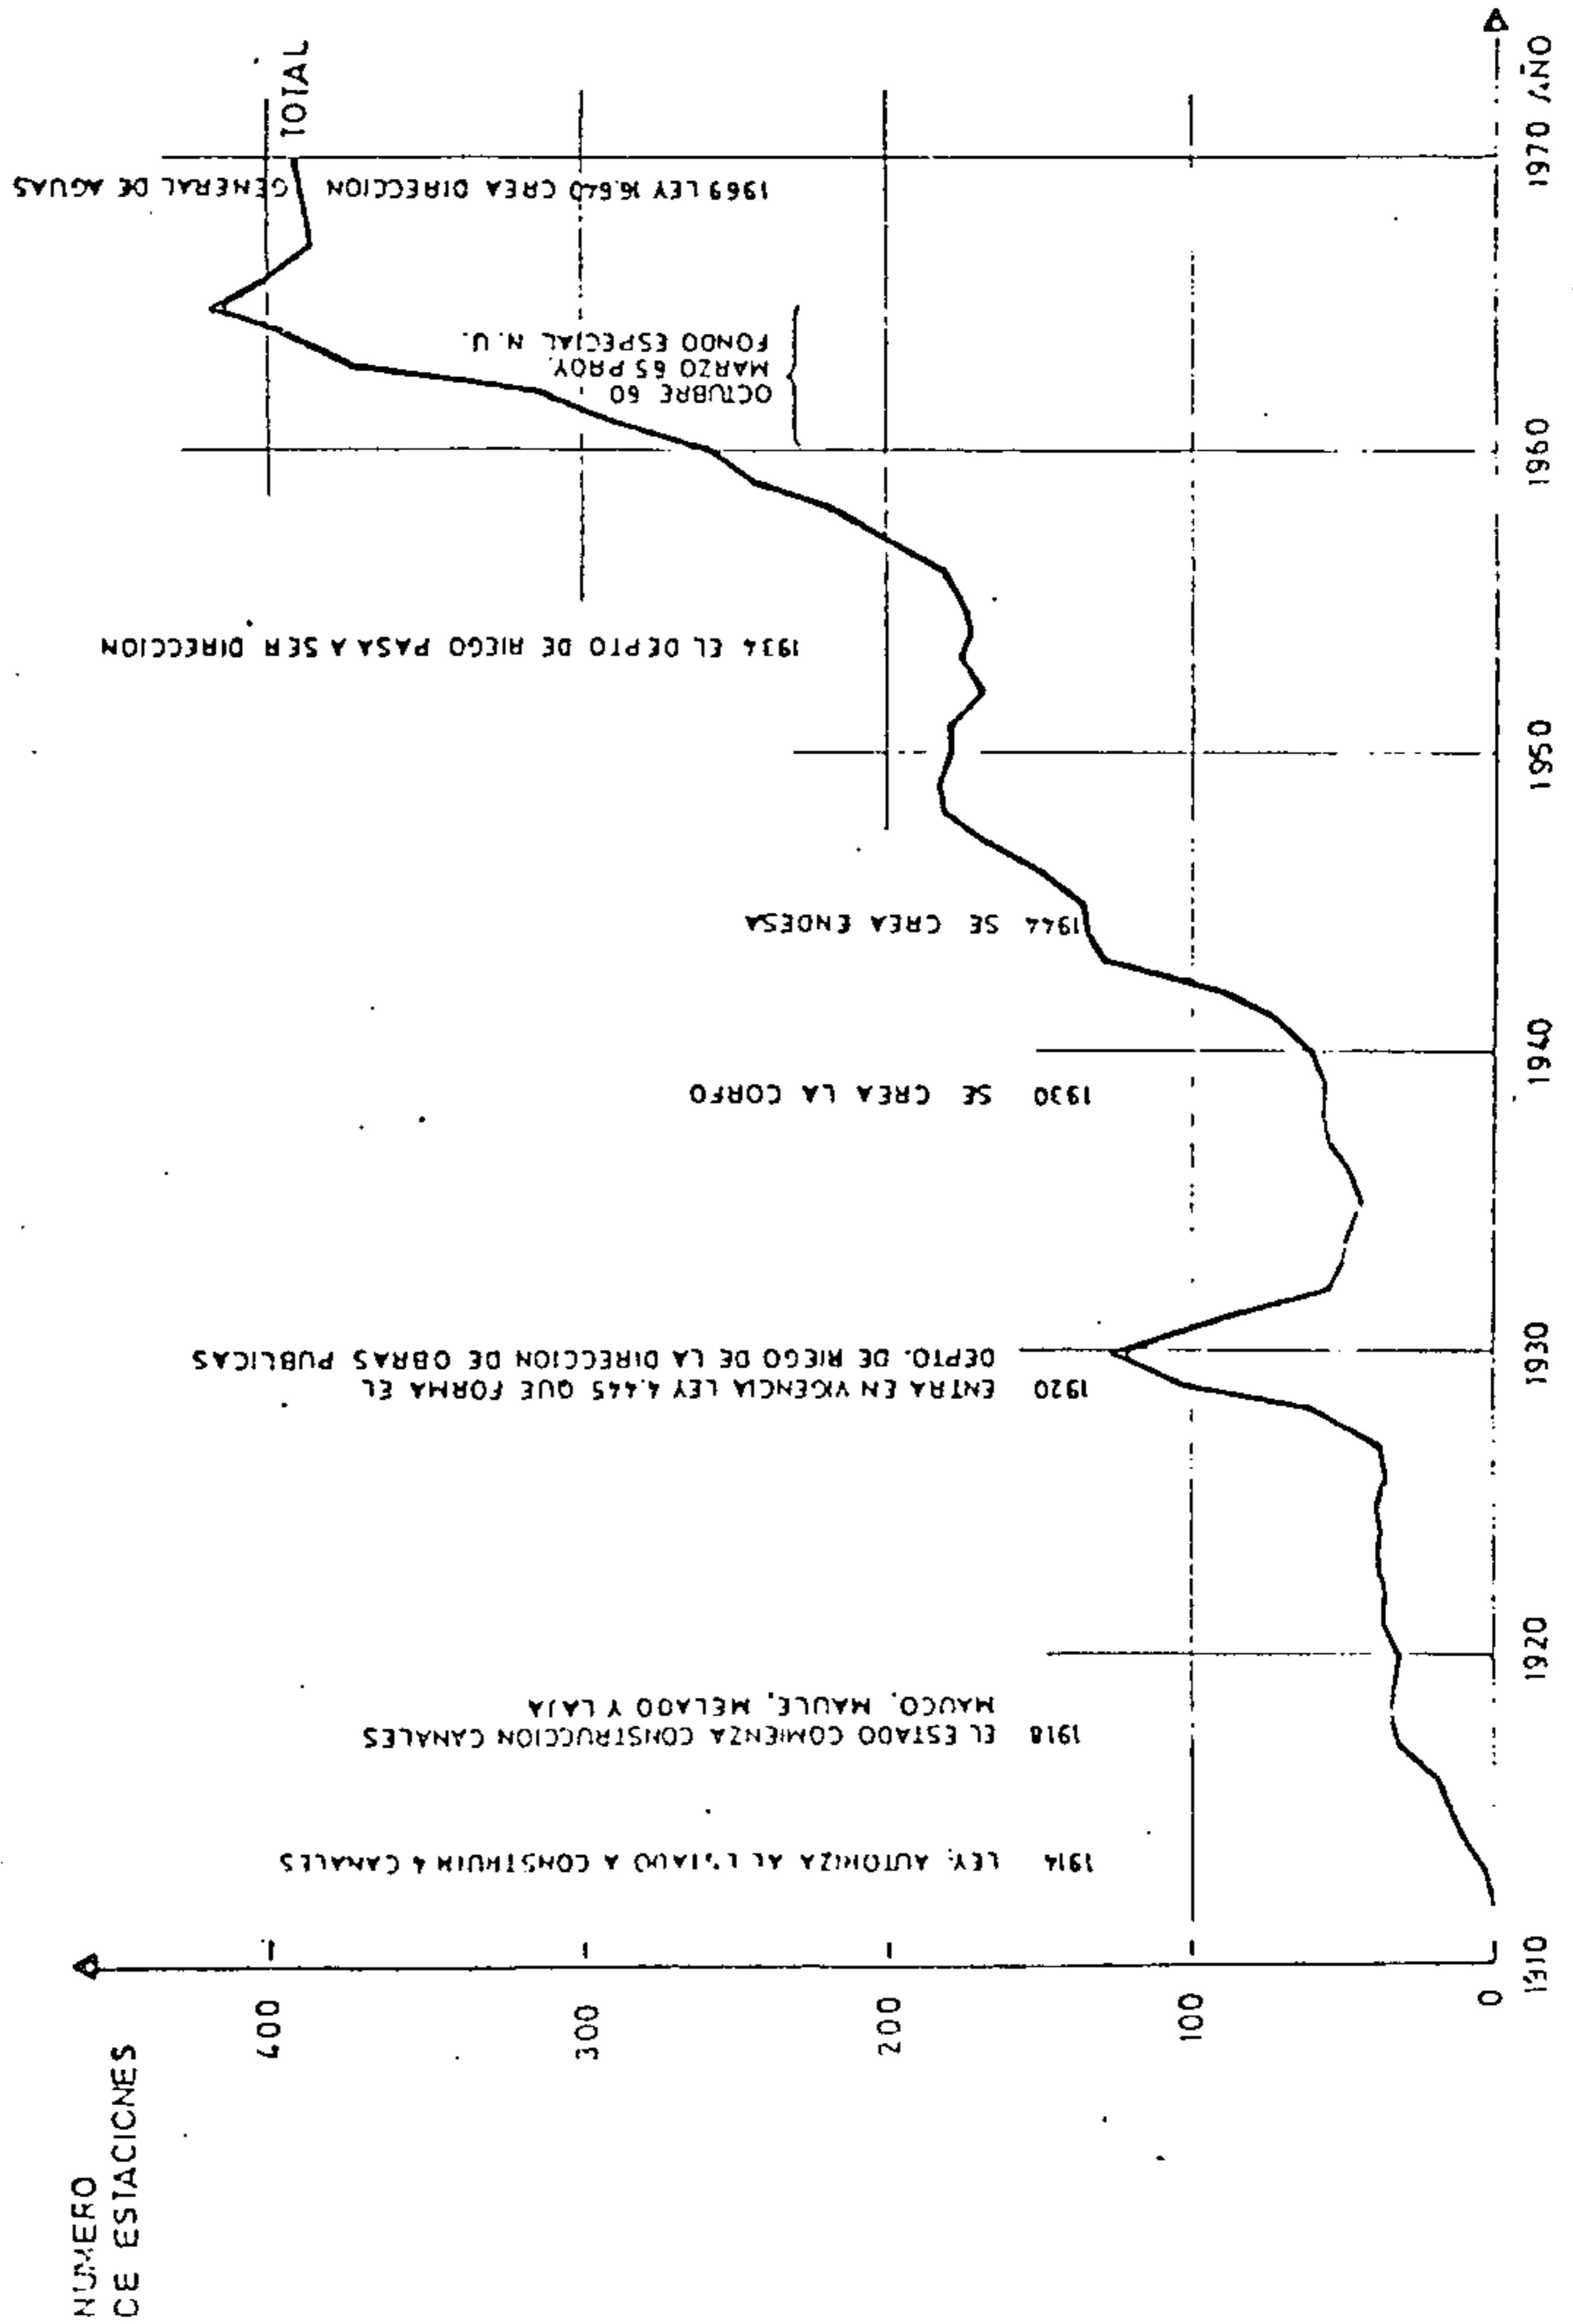 NUMERO
DE ESTACIONES
400
300
200
100
0
1910
1920
1930
1940
1950
1960
1970 AÑO
TOTAL
1914 LEY, AUTORIZA AL ESTADO A CONSTRUIR 4 CANALES
1918 EL ESTADO COMIENZA CONSTRUCCION CANALES
MAUCO, MAULE, MELADO Y LAJA
1920 ENTRA EN VIGENCIA LEY 4.445 QUE FORMA EL
DEPTO. DE RIEGO DE LA DIRECCION DE OBRAS PUBLICAS
1930 SE CREA LA CORFO
1944 SE CREA ENDESA
1934 EL DEPTO DE RIEGO PASA A SER DIRECCION
OCTUBRE 60
MARZO 65 PROY.
FONDO ESPECIAL N.U.
1969 LEY 16.640 CREA DIRECCION GENERAL DE AGUAS